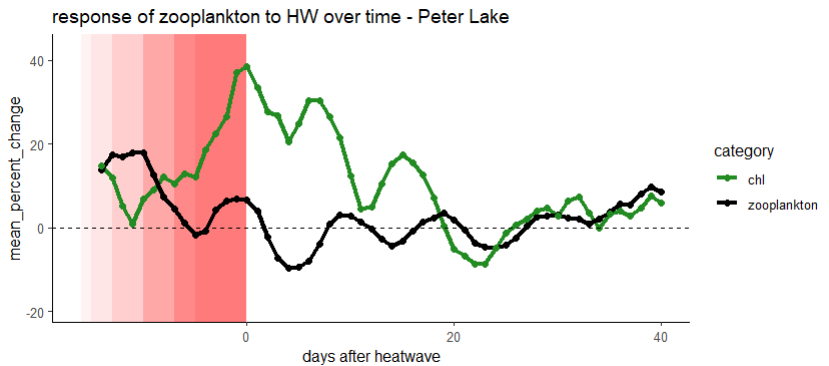 response of zooplankton to HW over time - Peter Lake
mean_percent_change
40
20
0
-20
0
20
40
days after heatwave
category
chl
zooplankton